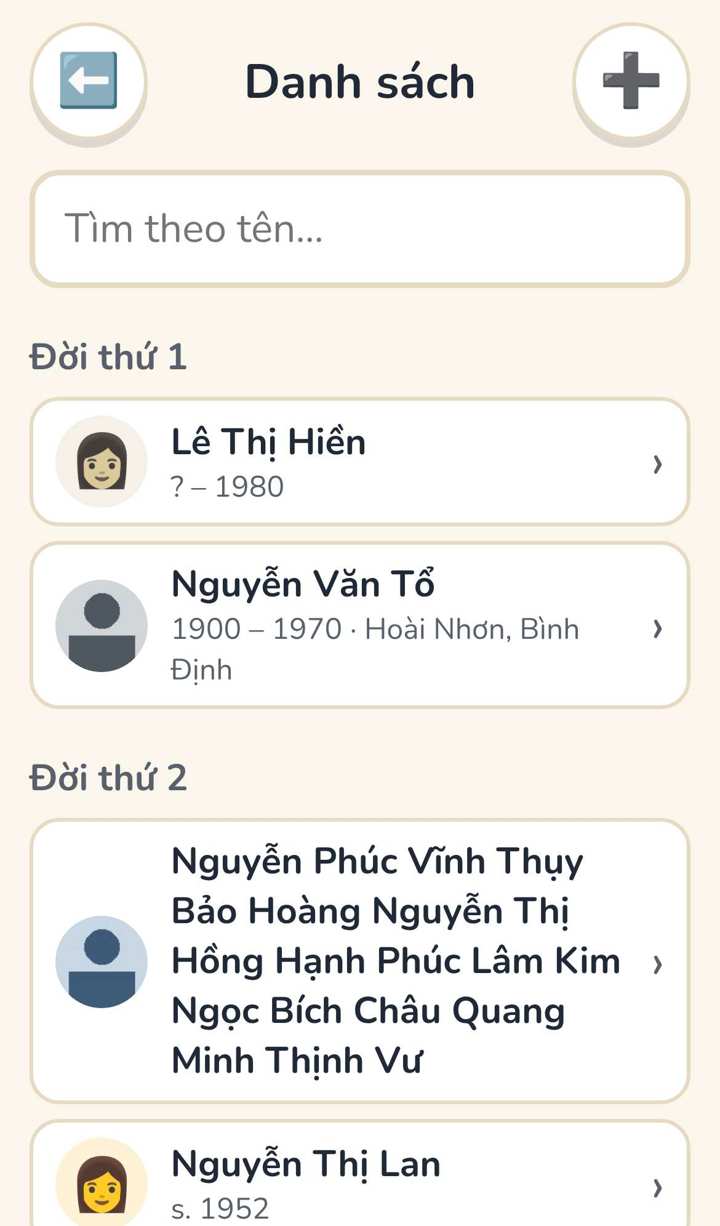 Danh sách
Tìm theo tên...
Đời thứ 1
Lê Thị Hiền
? – 1980
Nguyễn Văn Tổ
1900 – 1970 · Hoài Nhơn, Bình
Định
Đời thứ 2
Nguyễn Phúc Vĩnh Thụy
Bảo Hoàng Nguyễn Thị
Hồng Hạnh Phúc Lâm Kim
Ngọc Bích Châu Quang
Minh Thịnh Vư
Nguyễn Thị Lan
s. 1952